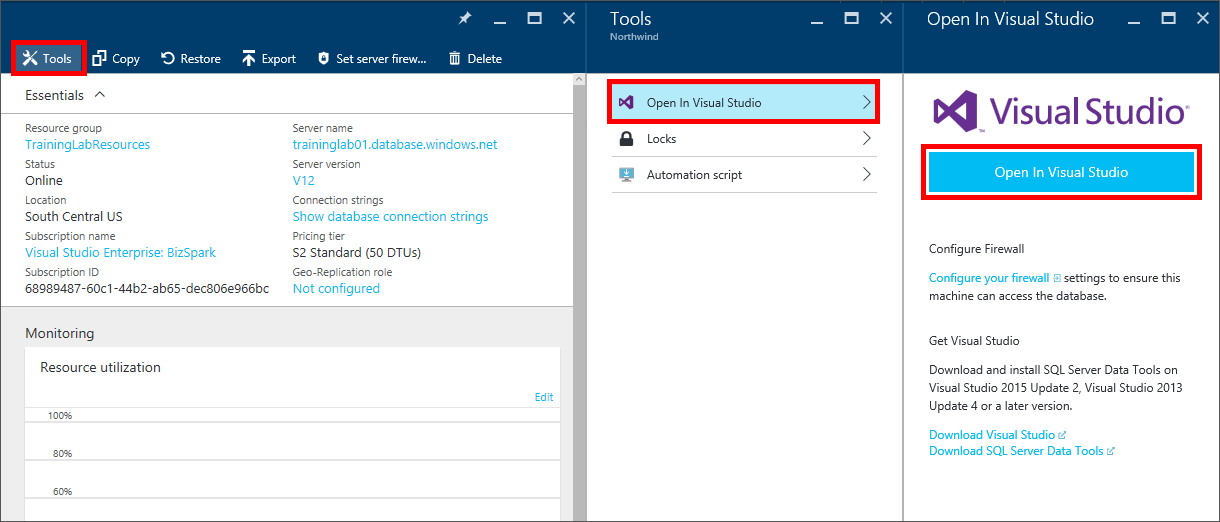 Tools
Copy
Restore
Export
Set server firew...
Delete
Essentials
Resource group
TrainingLabResources
Status
Online
Location
South Central US
Subscription name
Visual Studio Enterprise: BizSpark
Subscription ID
68989487-60c1-44b2-ab65-dec806e966bc
Server name
traininglab01.database.windows.net
Server version
V12
Connection strings
Show database connection strings
Pricing tier
S2 Standard (50 DTUs)
Geo-Replication role
Not configured
Monitoring
Resource utilization
Edit
100%
80%
60%
Tools
Northwind
Open In Visual Studio
Locks
Automation script
Open In Visual Studio
Visual Studio®
™
Open In Visual Studio
Configure Firewall
Configure your firewall settings to ensure this
machine can access the database.
Get Visual Studio
Download and install SQL Server Data Tools on
Visual Studio 2015 Update 2, Visual Studio 2013
Update 4 or a later version.
Download Visual Studio
Download SQL Server Data Tools